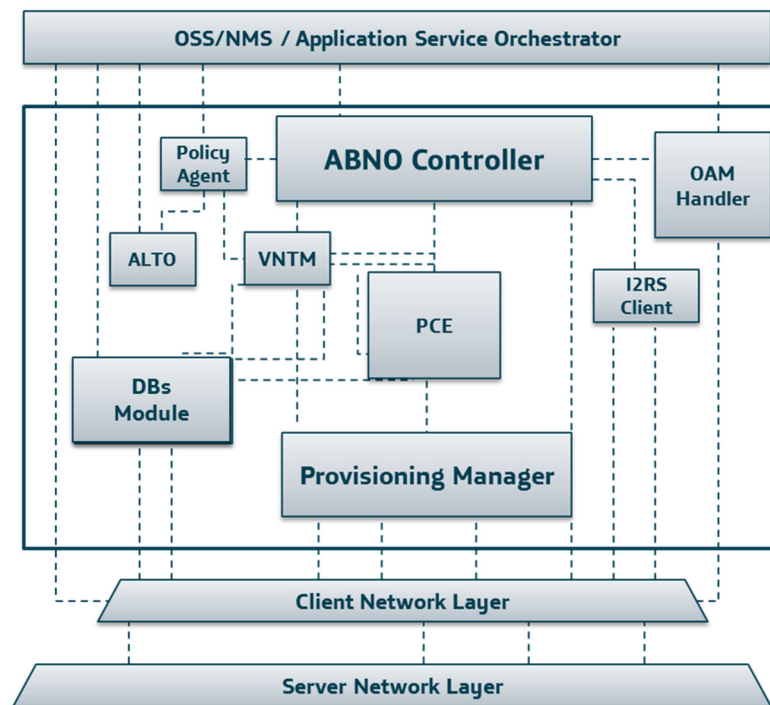 OSS/NMS / Application Service Orchestrator
Policy
Agent
ABNO Controller
OAM
Handler
ALTO
VNTM
I2RS
Client
PCE
DBs
Module
Provisioning Manager
Client Network Layer
Server Network Layer